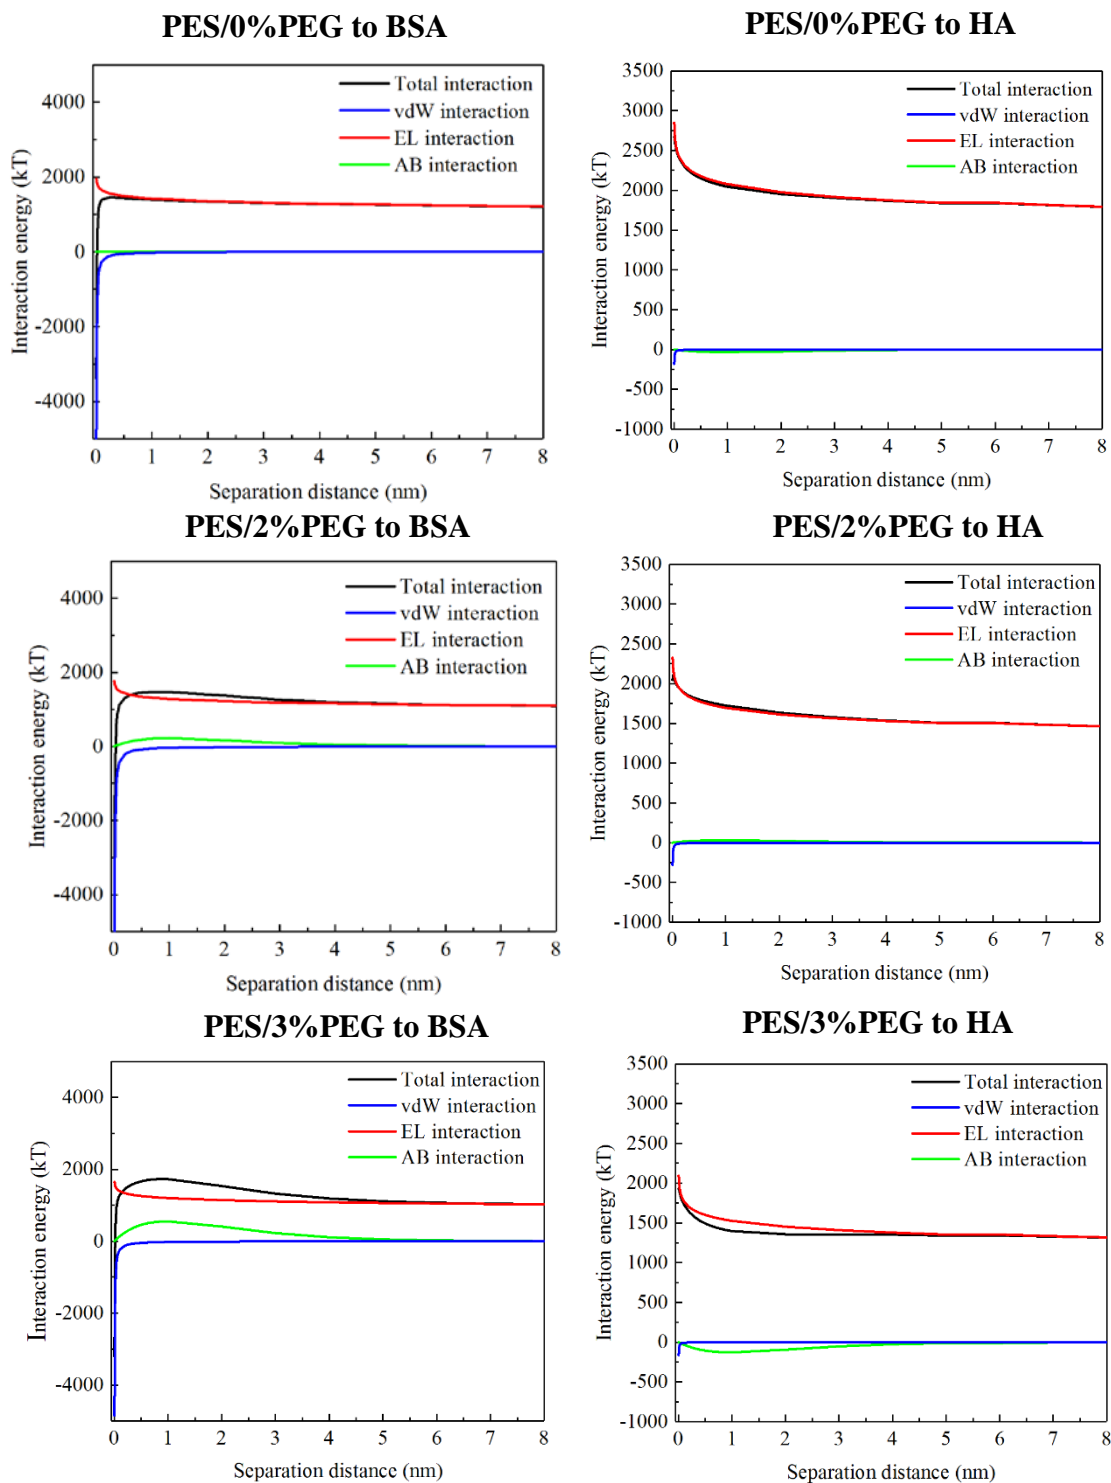 PES/0%PEG to BSA
Total interaction
vdW interaction
EL interaction
AB interaction
Interaction energy (kT)
4000
2000
0
-2000
-4000
0 1 2 3 4 5 6 7 8
Separation distance (nm)
PES/0%PEG to HA
Total interaction
vdW interaction
EL interaction
AB interaction
Interaction energy (kT)
3500
3000
2500
2000
1500
1000
500
0
-500
-1000
0 1 2 3 4 5 6 7 8
Separation distance (nm)
PES/2%PEG to BSA
Total interaction
vdW interaction
EL interaction
AB interaction
Interaction energy (kT)
4000
2000
0
-2000
-4000
0 1 2 3 4 5 6 7 8
Separation distance (nm)
PES/2%PEG to HA
Total interaction
vdW interaction
EL interaction
AB interaction
Interaction energy (kT)
3500
3000
2500
2000
1500
1000
500
0
-500
-1000
0 1 2 3 4 5 6 7 8
Separation distance (nm)
PES/3%PEG to BSA
Total interaction
vdW interaction
EL interaction
AB interaction
Interaction energy (kT)
4000
2000
0
-2000
-4000
0 1 2 3 4 5 6 7 8
Separation distance (nm)
PES/3%PEG to HA
Total interaction
vdW interaction
EL interaction
AB interaction
Interaction energy (kT)
3500
3000
2500
2000
1500
1000
500
0
-500
-1000
0 1 2 3 4 5 6 7 8
Separation distance (nm)